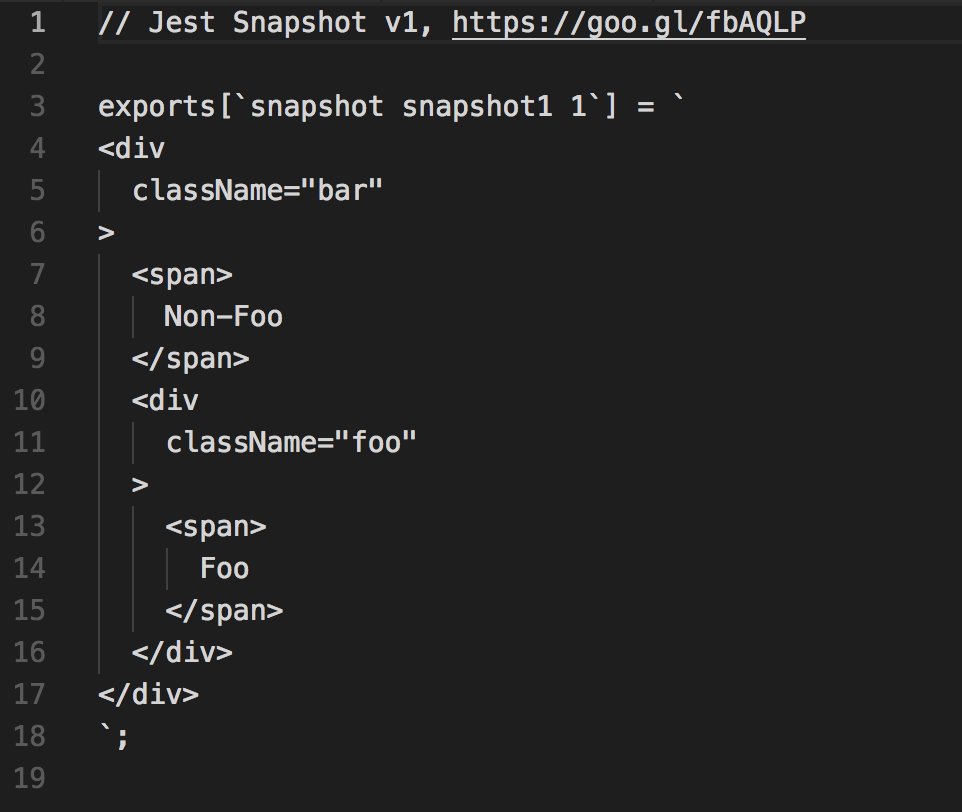 1 // Jest Snapshot v1, https://goo.gl/fbAQLP
2
3 exports[`snapshot snapshot1 1`] = `
4 <div
5   className="bar"
6 >
7   <span>
8     Non-Foo
9   </span>
10   <div
11     className="foo"
12   >
13     <span>
14       Foo
15     </span>
16   </div>
17 </div>
18 `;
19